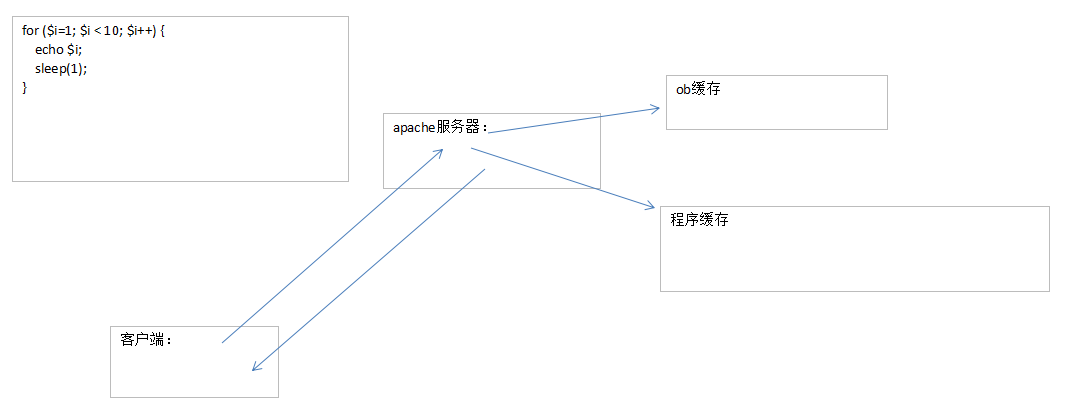 for ($i=1; $i < 10; $i++) {
    echo $i;
    sleep(1);
}
ob缓存
apache服务器：
程序缓存
客户端：